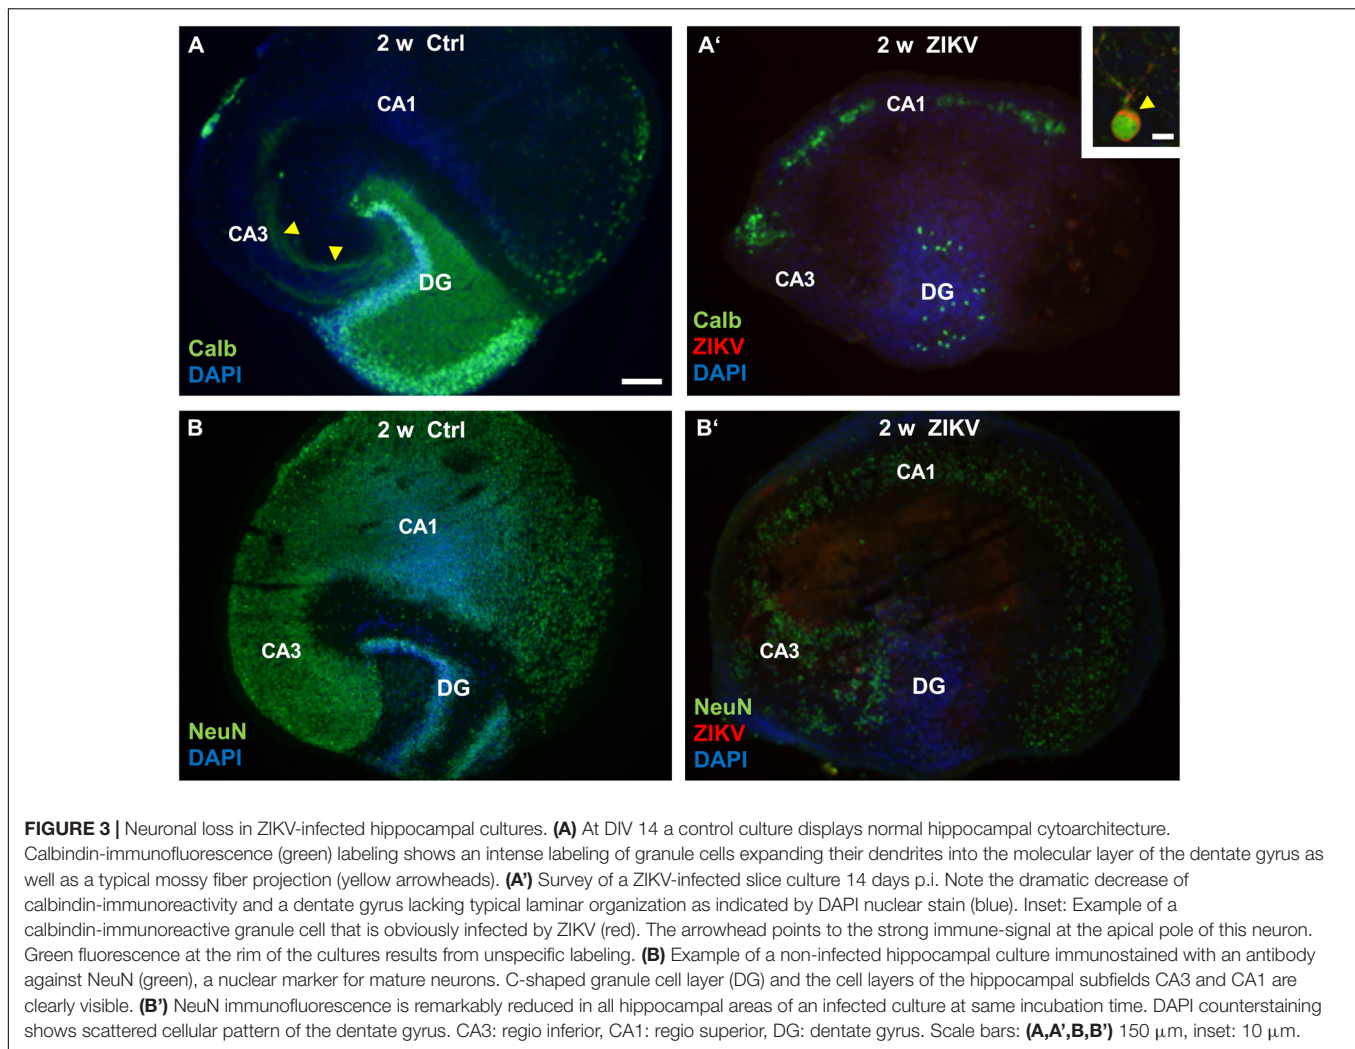 A
2 w Ctrl
CA1
CA3
DG
Calb
DAPI
A‘
2 w ZIKV
CA1
CA3
DG
Calb
ZIKV
DAPI
B
2 w Ctrl
CA1
CA3
DG
NeuN
DAPI
B‘
2 w ZIKV
CA1
CA3
DG
NeuN
ZIKV
DAPI
FIGURE 3 | Neuronal loss in ZIKV-infected hippocampal cultures. (A) At DIV 14 a control culture displays normal hippocampal cytoarchitecture.
Calbindin-immunofluorescence (green) labeling shows an intense labeling of granule cells expanding their dendrites into the molecular layer of the dentate gyrus as
well as a typical mossy fiber projection (yellow arrowheads). (A’) Survey of a ZIKV-infected slice culture 14 days p.i. Note the dramatic decrease of
calbindin-immunoreactivity and a dentate gyrus lacking typical laminar organization as indicated by DAPI nuclear stain (blue). Inset: Example of a
calbindin-immunoreactive granule cell that is obviously infected by ZIKV (red). The arrowhead points to the strong immune-signal at the apical pole of this neuron.
Green fluorescence at the rim of the cultures results from unspecific labeling. (B) Example of a non-infected hippocampal culture immunostained with an antibody
against NeuN (green), a nuclear marker for mature neurons. C-shaped granule cell layer (DG) and the cell layers of the hippocampal subfields CA3 and CA1 are
clearly visible. (B’) NeuN immunofluorescence is remarkably reduced in all hippocampal areas of an infected culture at same incubation time. DAPI counterstaining
shows scattered cellular pattern of the dentate gyrus. CA3: regio inferior, CA1: regio superior, DG: dentate gyrus. Scale bars: (A,A’,B,B’) 150 μm, inset: 10 μm.